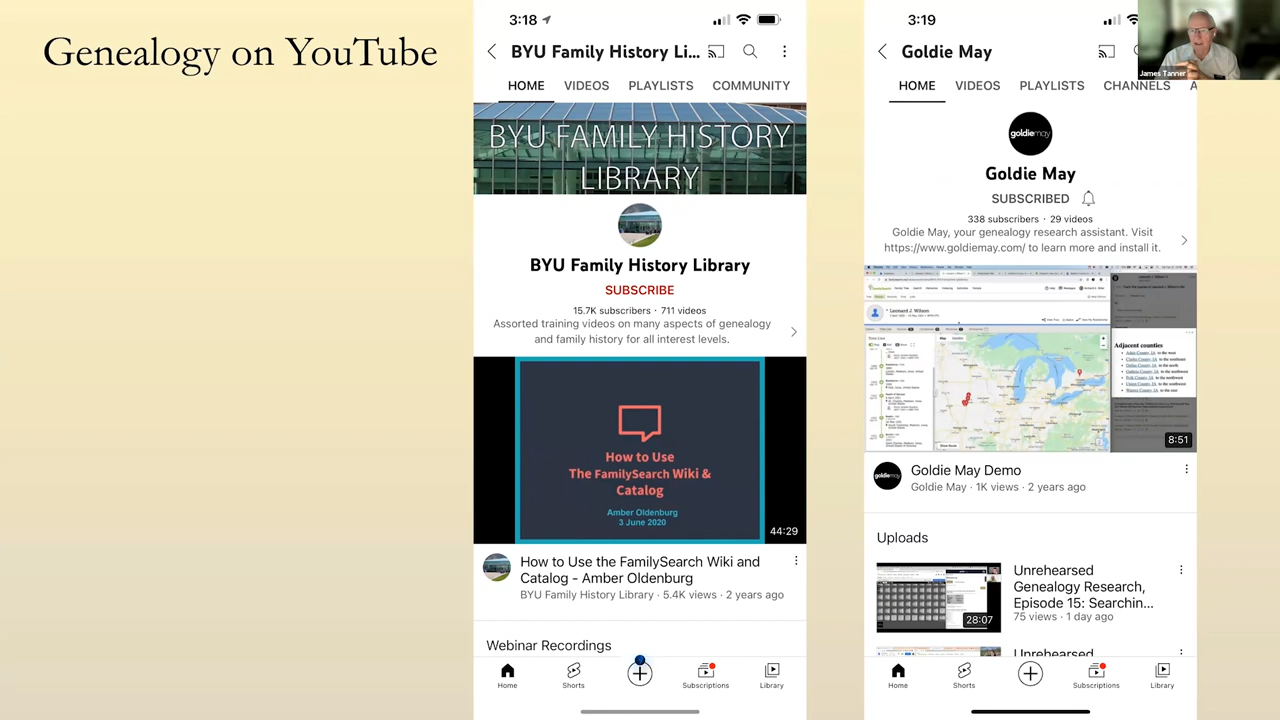 Genealogy on YouTube
3:18
BYU Family History Li...
HOME VIDEOS PLAYLISTS COMMUNITY
BYU FAMILY HISTORY
LIBRARY
BYU Family History Library
SUBSCRIBE
15.7K subscribers · 711 videos
Assorted training videos on many aspects of genealogy
and family history for all interest levels.
How to Use
The FamilySearch Wiki &
Catalog
Amber Oldenburg
3 June 2020
44:29
How to Use the FamilySearch Wiki and
Catalog - Amber Oldenburg
BYU Family History Library · 5.4K views · 2 years ago
Webinar Recordings
Home Shorts Subscriptions Library
3:19
Goldie May
HOME VIDEOS PLAYLISTS CHANNELS A
goldiemay
Goldie May
SUBSCRIBED
338 subscribers · 29 videos
Goldie May, your genealogy research assistant. Visit
https://www.goldiemay.com/ to learn more and install it.
Leonard J. Wilson
Adjacent counties
8:51
goldiemay
Goldie May Demo
Goldie May · 1K views · 2 years ago
Uploads
Unrehearsed
Genealogy Research,
Episode 15: Searchin...
75 views · 1 day ago
28:07
Unrehearsed
Home Shorts Subscriptions Library
James Tanner